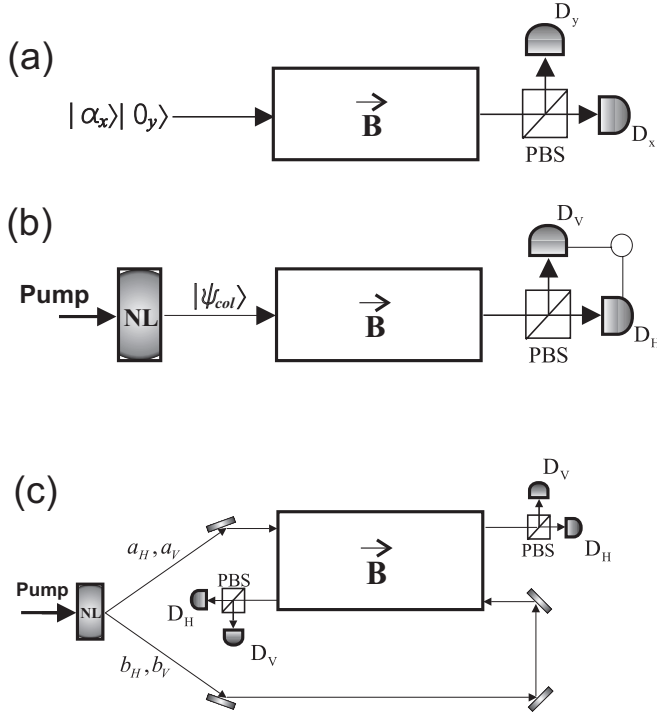 (a)
D_y
|α_x⟩|0_y⟩
B
D_x
PBS
(b)
D_V
Pump
NL
|ψ_col⟩
B
D_H
PBS
(c)
D_V
a_H, a_V
B
PBS
D_H
Pump
PBS
NL
D_H
D_V
b_H, b_V